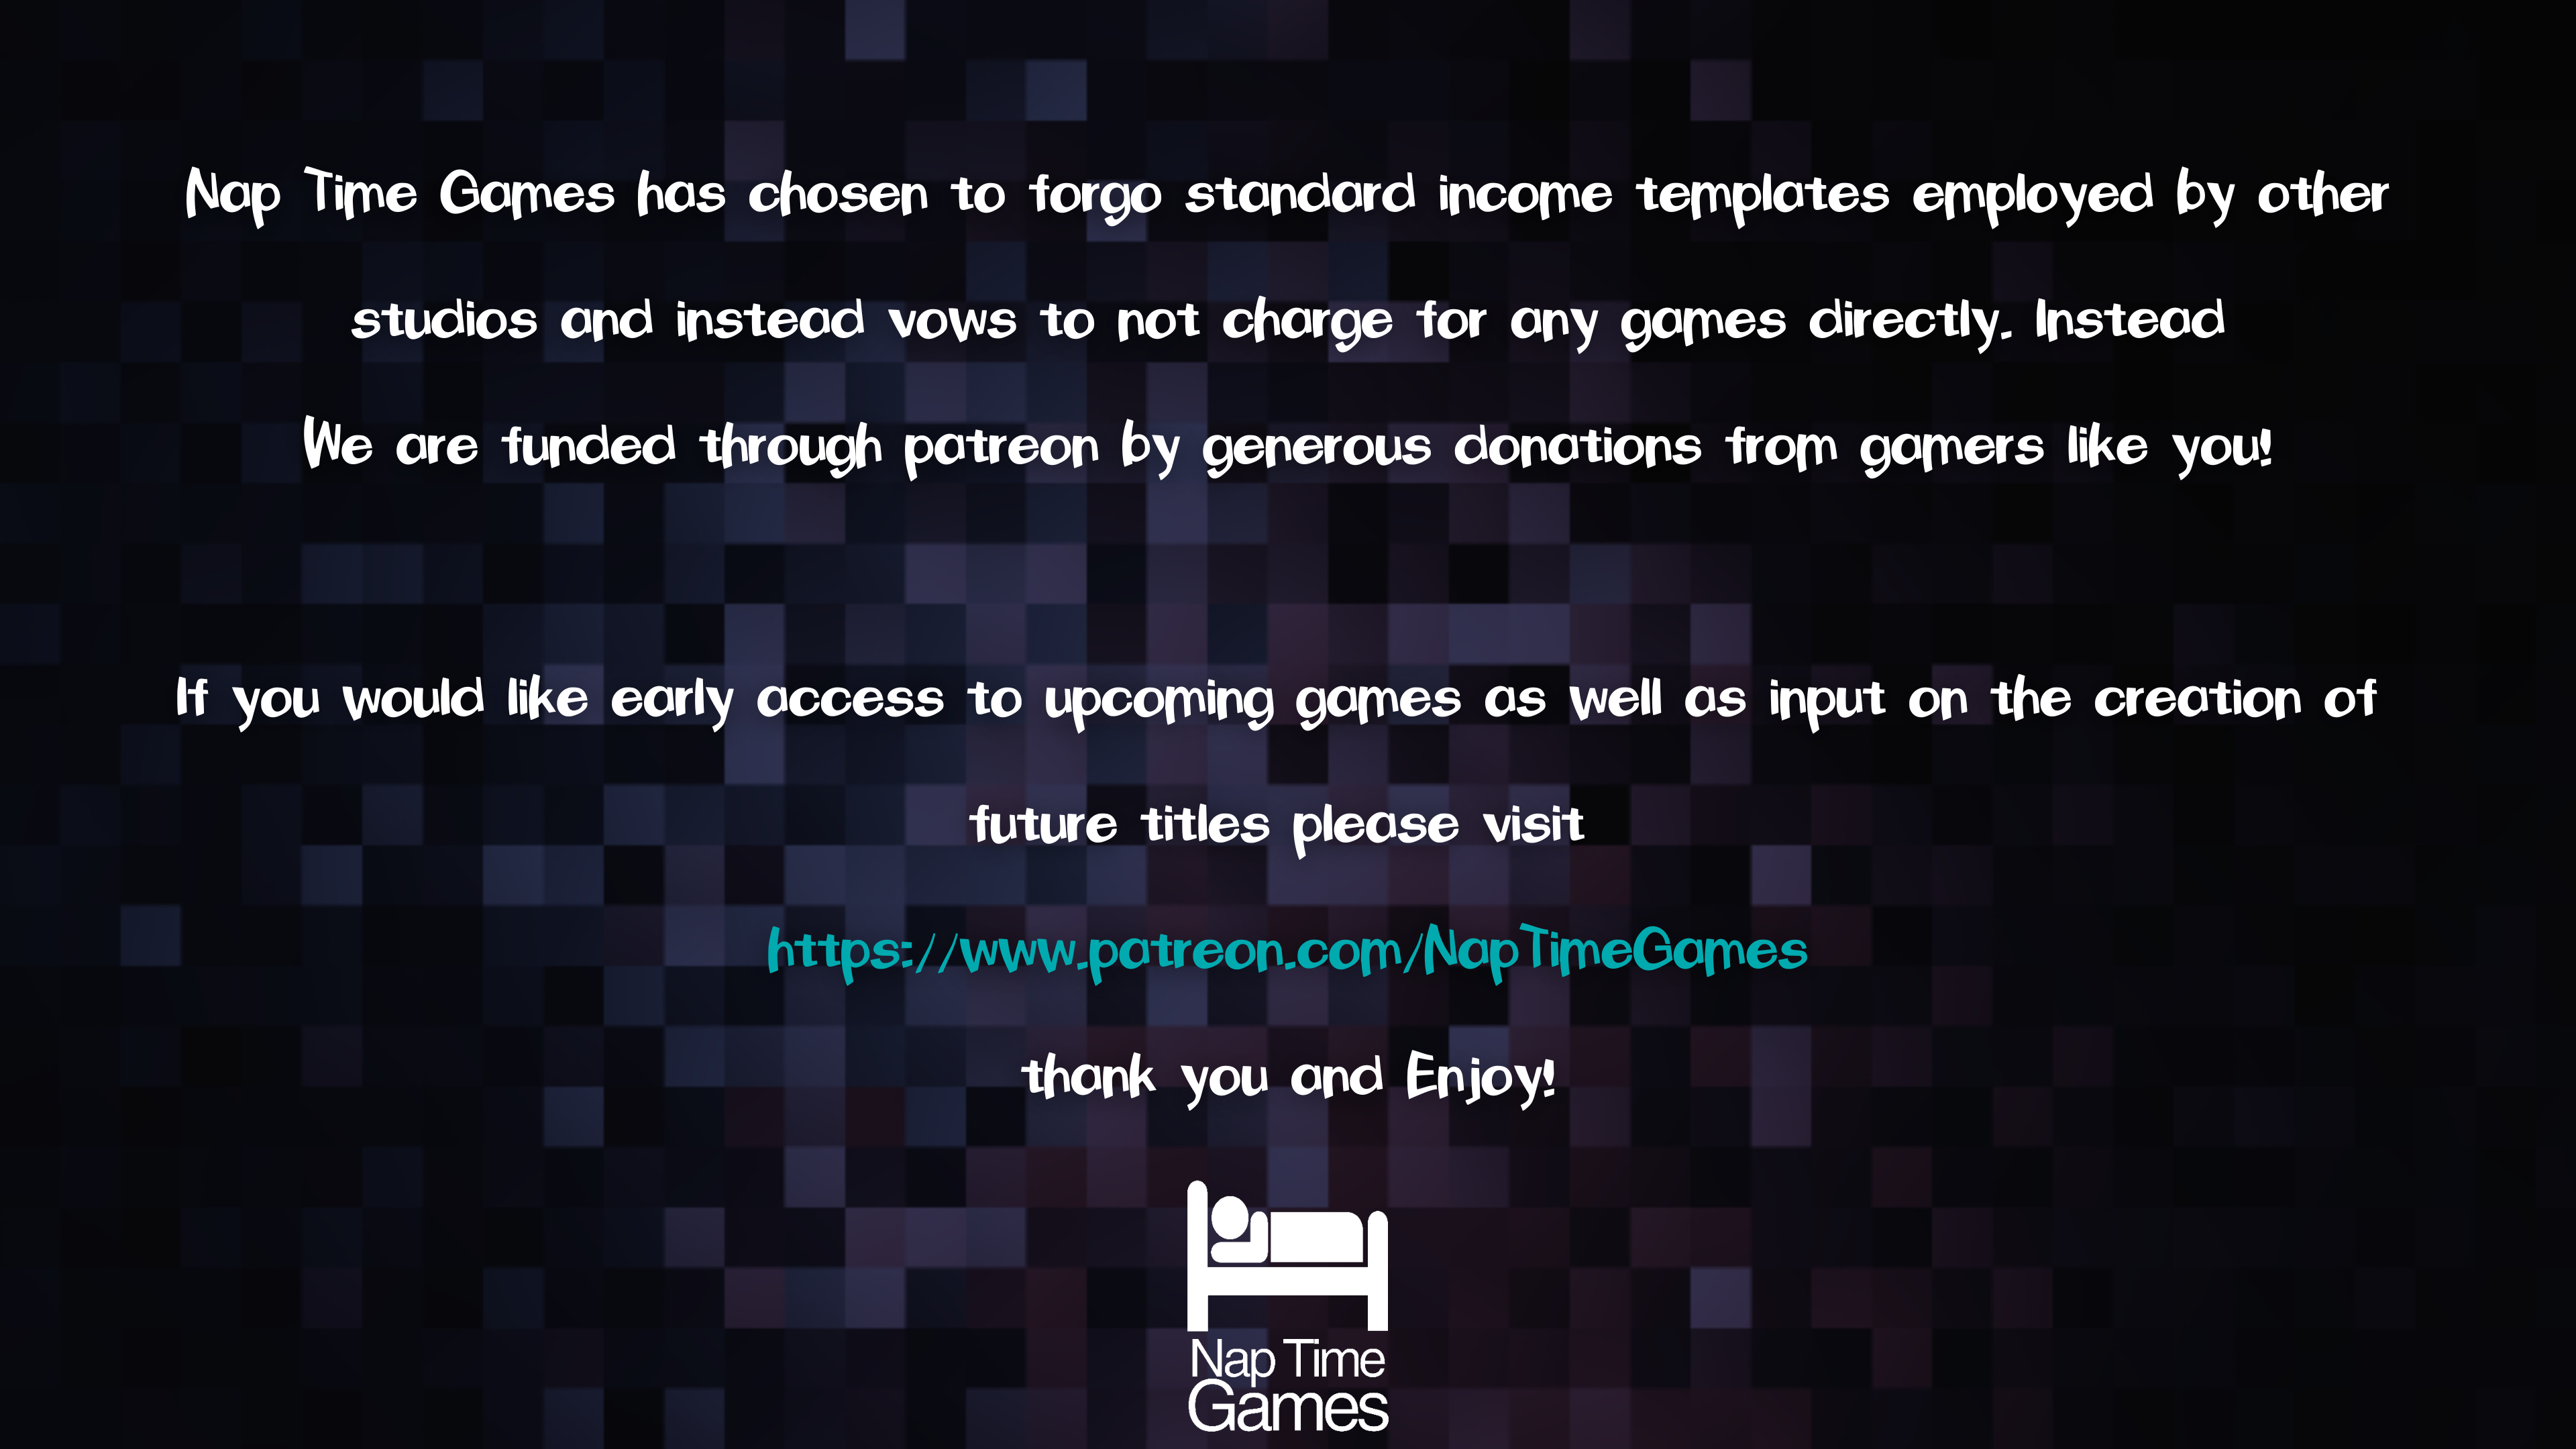 Nap Time Games has chosen to forgo standard income templates employed by other
studios and instead vows to not charge for any games directly. Instead
We are funded through patreon by generous donations from gamers like you!
If you would like early access to upcoming games as well as input on the creation of
future titles please visit
https://www.patreon.com/NapTimeGames
thank you and Enjoy!
Nap Time
Games